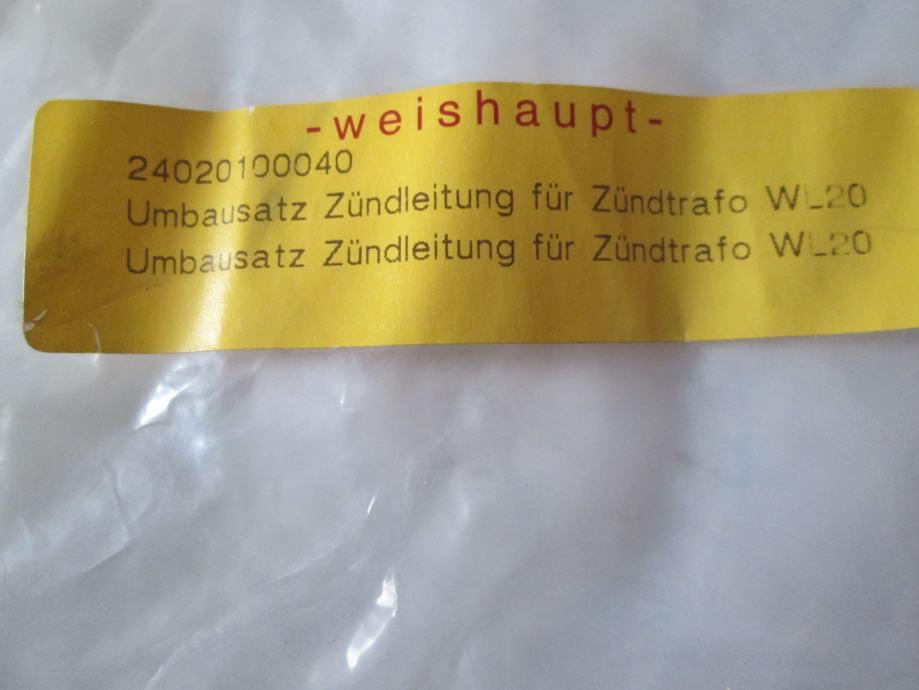 -weishaupt-
24020100040
Umbausatz Zündleitung für Zündtrafo WL20
Umbausatz Zündleitung für Zündtrafo WL20